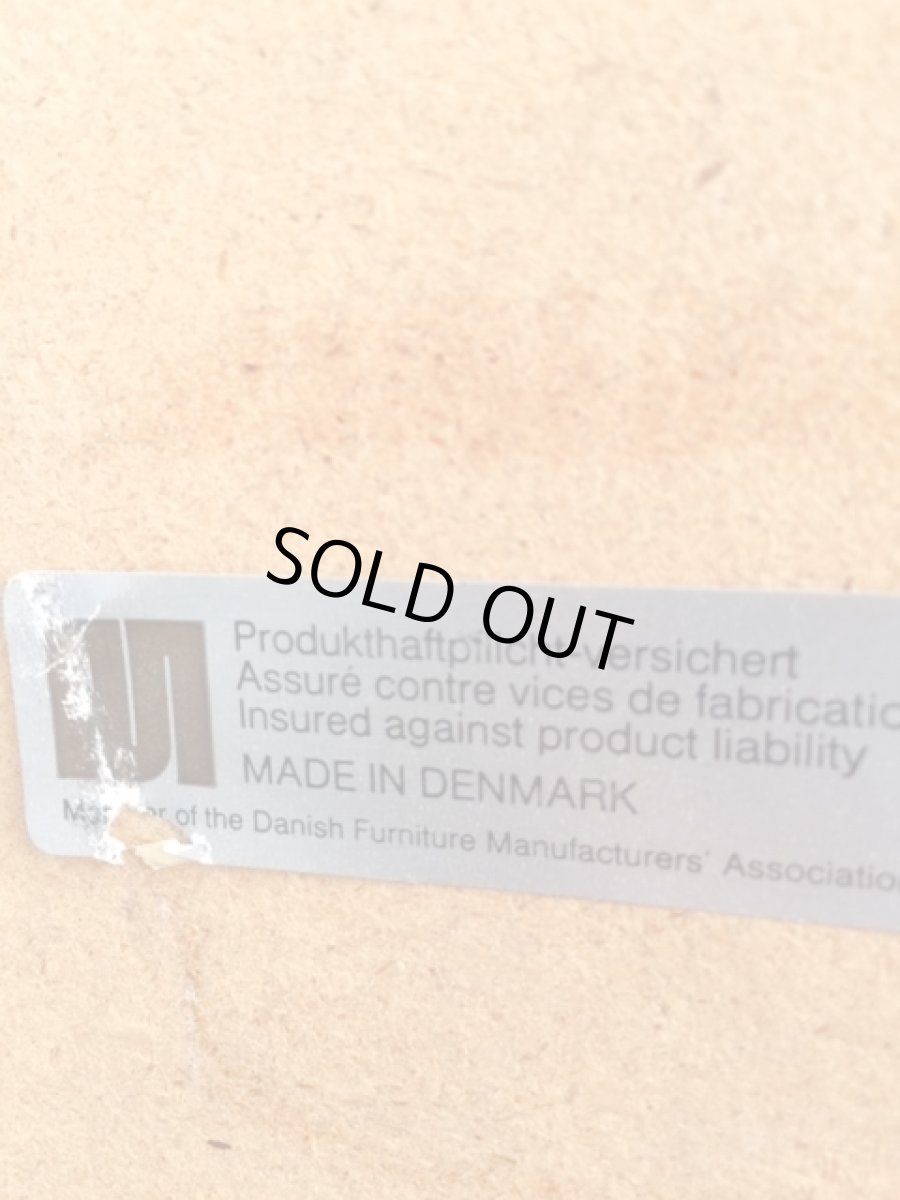 SOLD OUT
Produkthaftpflicht-versichert
Assuré contre vices de fabricatio
Insured against product liability
MADE IN DENMARK
of the Danish Furniture Manufacturers' Association